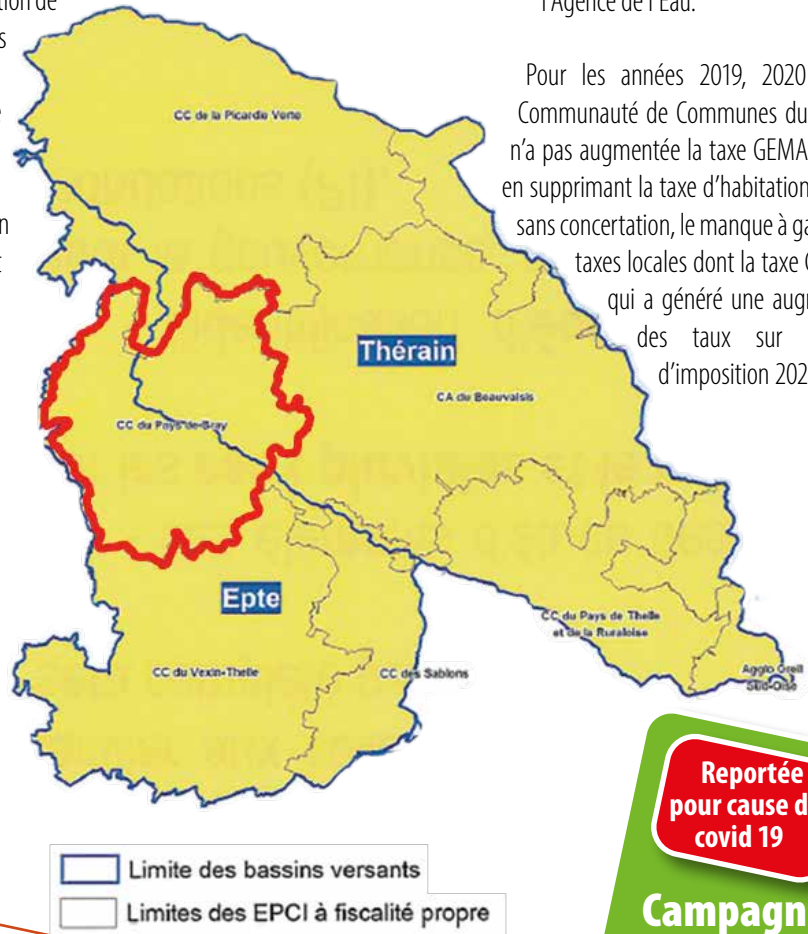 tion de
s
n
t
l'Agence de l'Eau.
Pour les années 2019, 2020
Communauté de Communes du
n'a pas augmentée la taxe GEMA
en supprimant la taxe d'habitation
sans concertation, le manque à ga
taxes locales dont la taxe
qui a généré une aug
des taux sur
d'imposition 202
CC de la Picardie Verte
Thérain
CA du Beauvaisis
CC du Pays de Bray
Epte
CC du Vexin-Thelle
CC des Sablons
CC du Pays de Thelle
et de la Ruraloise
Agglo Creil
Sud-Oise
Limite des bassins versants
Limites des EPCI à fiscalité propre
Reportée
pour cause d
covid 19
Campagn